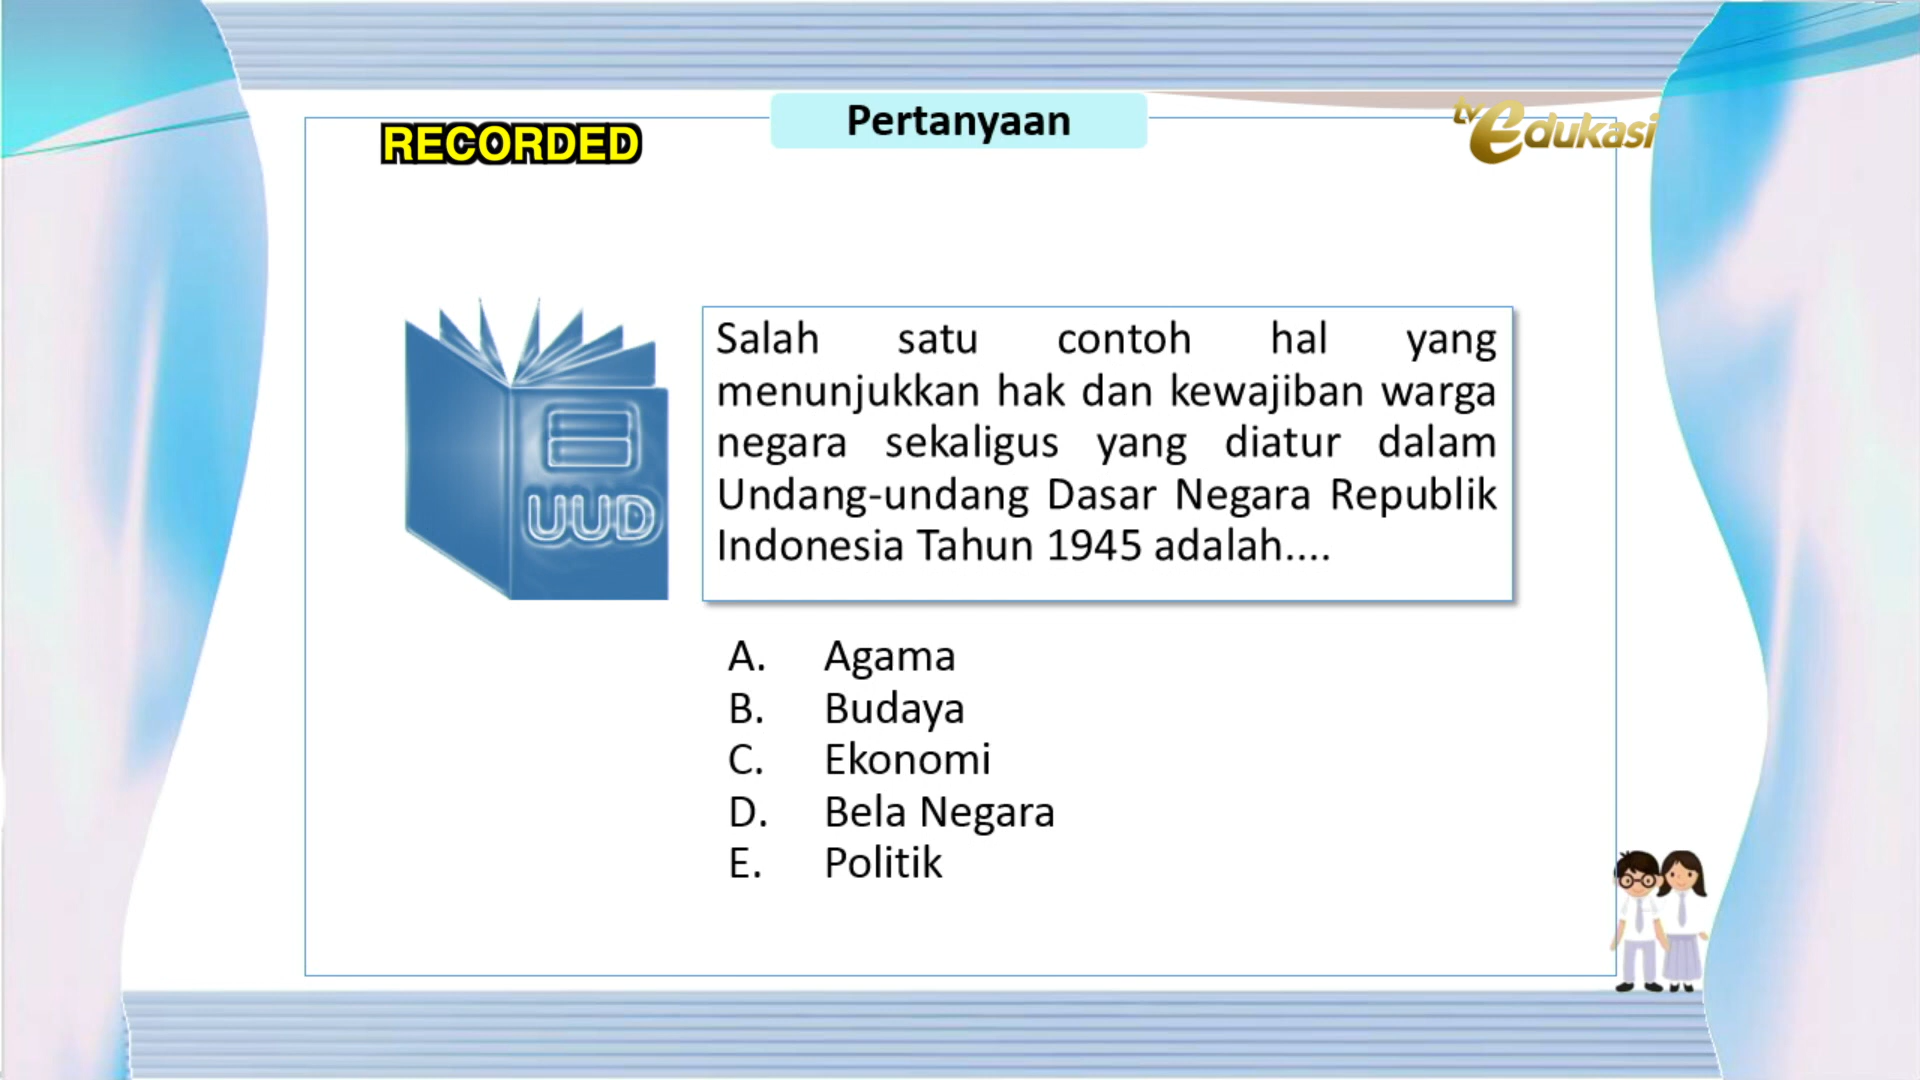 Pertanyaan
RECORDED
tv edukasi
Salah satu contoh hal yang
menunjukkan hak dan kewajiban warga
negara sekaligus yang diatur dalam
Undang-undang Dasar Negara Republik
Indonesia Tahun 1945 adalah....
UUD
A. Agama
B. Budaya
C. Ekonomi
D. Bela Negara
E. Politik